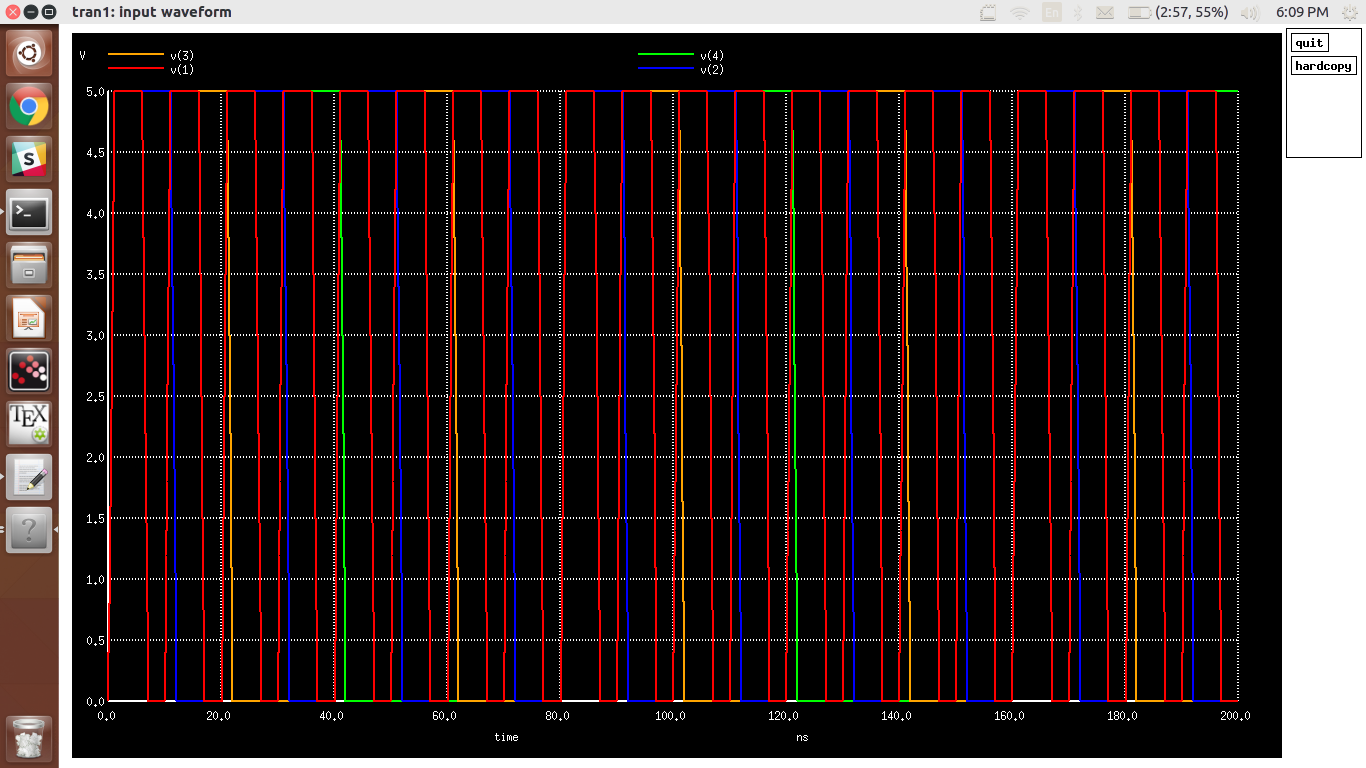 tran1: input waveform
En
(2:57, 55%)
6:09 PM
V
v(3)
v(4)
v(1)
v(2)
quit
hardcopy
5.0
4.5
4.0
3.5
3.0
2.5
2.0
1.5
1.0
0.5
0.0
0.0 20.0 40.0 60.0 80.0 100.0 120.0 140.0 160.0 180.0 200.0
time ns
S
>_
TEX
?